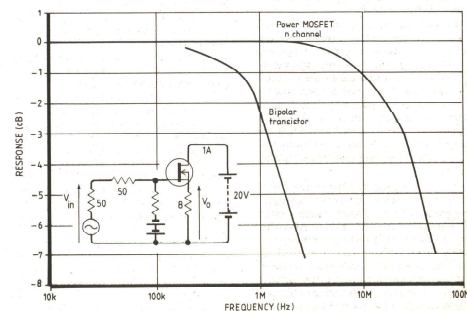 1
0
−1
−2
−3
−4
−5
−6
−7
−8
RESPONSE (dB)
Power MOSFET
n channel
Bipolar
transistor
1A
50
50
Vin
8
Vo
20V
10k
100k
1M
10M
100M
FREQUENCY (Hz)